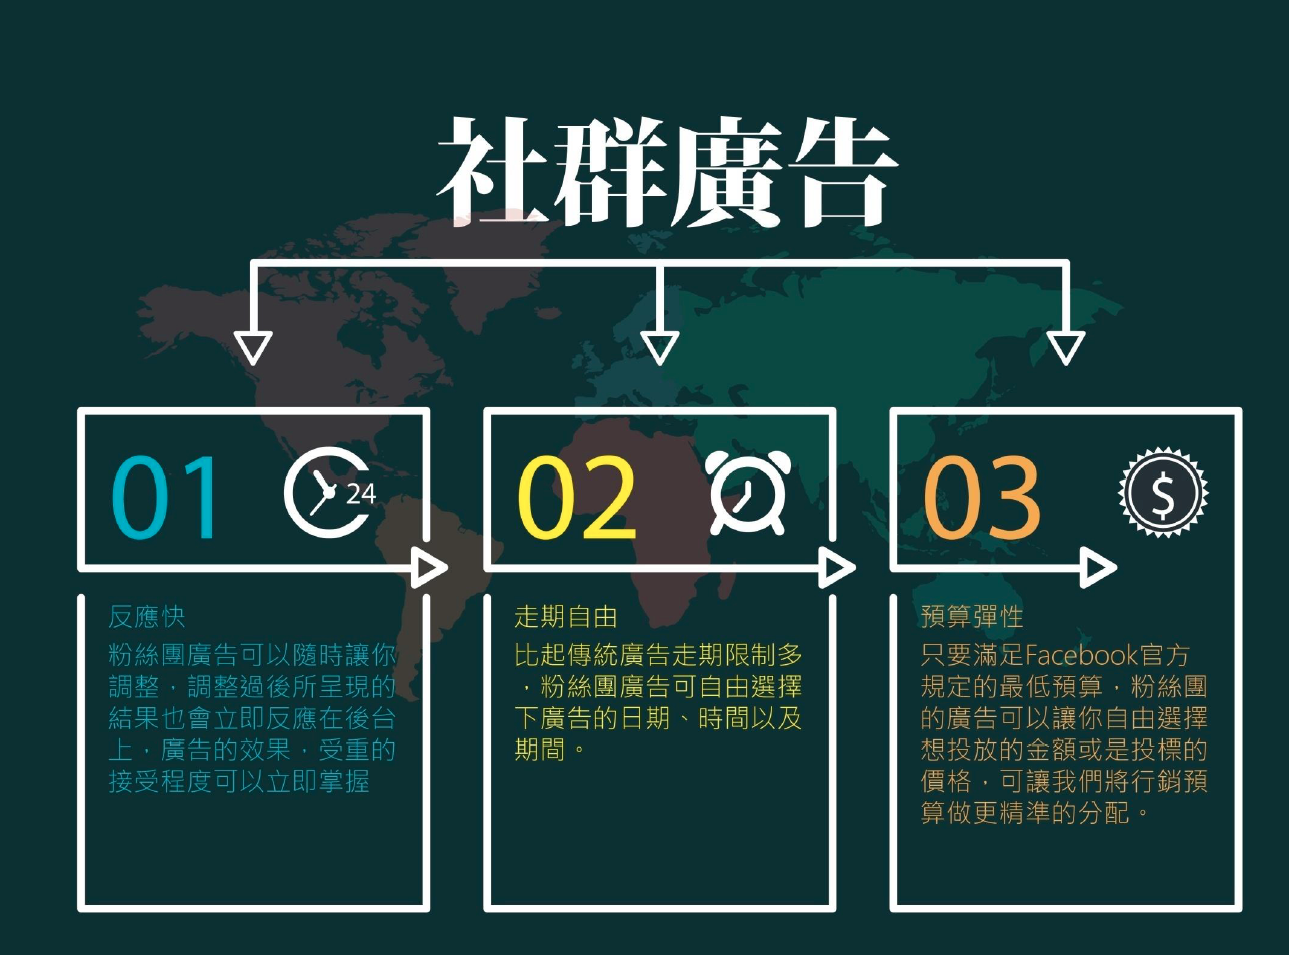 社群廣告
01
24
反應快
粉絲團廣告可以隨時讓你
調整，調整過後所呈現的
結果也會立即反應在後台
上，廣告的效果，受重的
接受程度可以立即掌握
02
走期自由
比起傳統廣告走期限制多
，粉絲團廣告可自由選擇
下廣告的日期、時間以及
期間。
03
$
預算彈性
只要滿足Facebook官方
規定的最低預算，粉絲團
的廣告可以讓你自由選擇
想投放的金額或是投標的
價格，可讓我們將行銷預
算做更精準的分配。